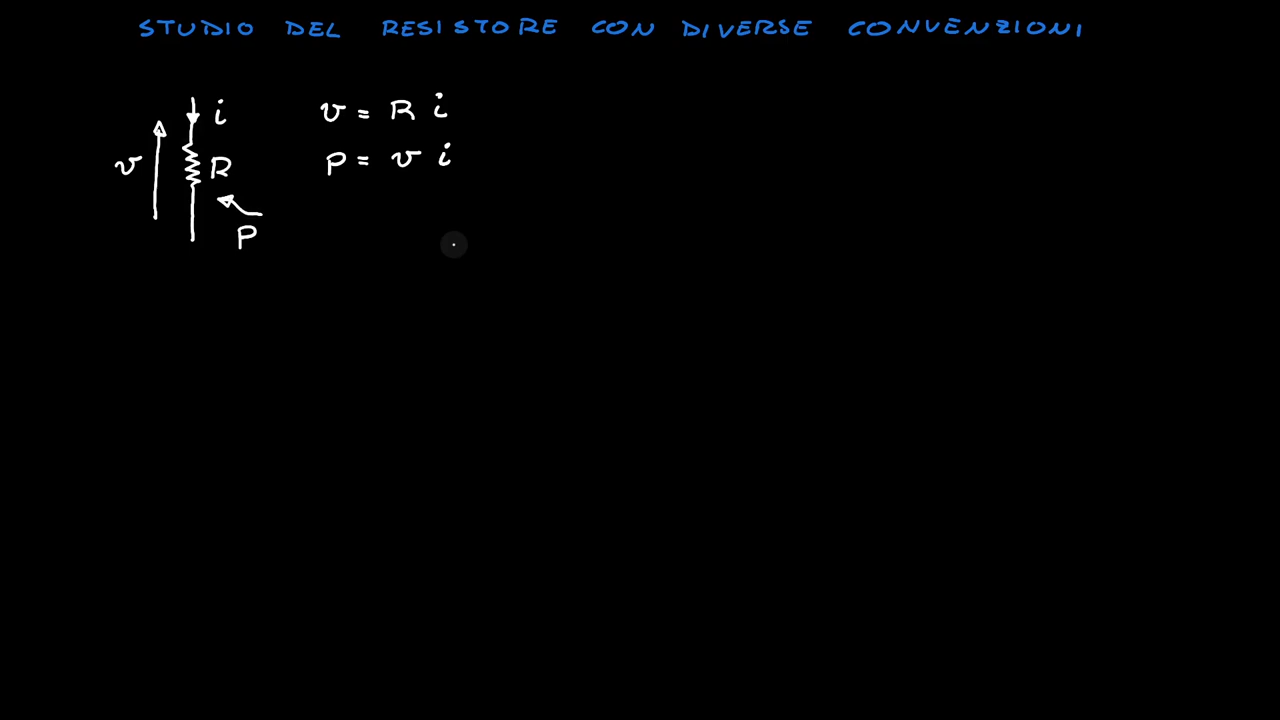 STUDIO DEL RESISTORE CON DIVERSE CONVENZIONI
i
v = R i
v
R
p = v i
P